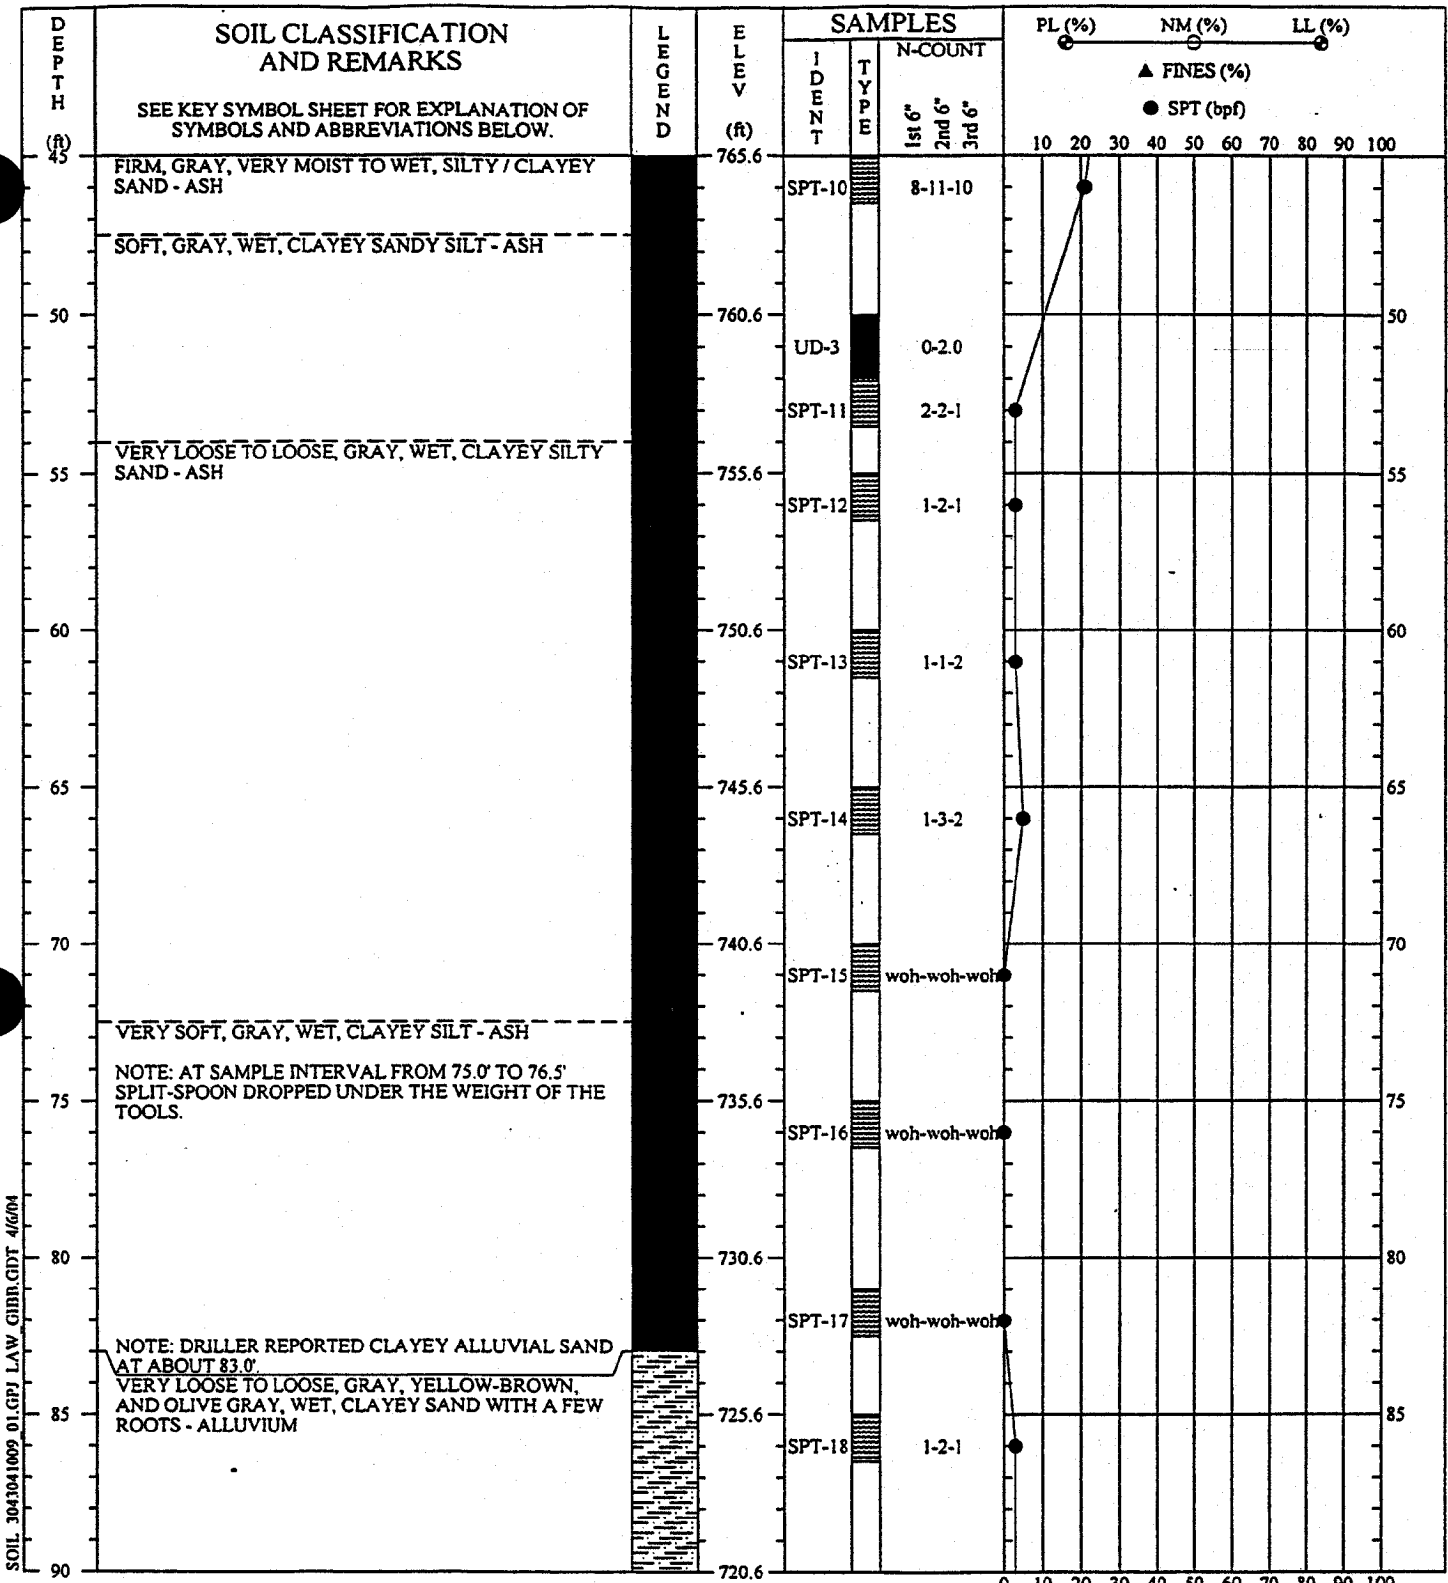 DEPTH
(ft)
SOIL CLASSIFICATION
AND REMARKS
SEE KEY SYMBOL SHEET FOR EXPLANATION OF
SYMBOLS AND ABBREVIATIONS BELOW.
LEGEND
ELEV
(ft)
SAMPLES
IDENT
TYPE
N-COUNT
1st 6"
2nd 6"
3rd 6"
PL (%) NM (%) LL (%)
▲ FINES (%)
● SPT (bpf)
10 20 30 40 50 60 70 80 90 100
45
FIRM, GRAY, VERY MOIST TO WET, SILTY / CLAYEY
SAND - ASH
765.6
SPT-10 8-11-10
SOFT, GRAY, WET, CLAYEY SANDY SILT - ASH
50 760.6 50
UD-3 0-2.0
SPT-11 2-2-1
VERY LOOSE TO LOOSE, GRAY, WET, CLAYEY SILTY
SAND - ASH
55 755.6 55
SPT-12 1-2-1
60 750.6 60
SPT-13 1-1-2
65 745.6 65
SPT-14 1-3-2
70 740.6 70
SPT-15 woh-woh-woh
VERY SOFT, GRAY, WET, CLAYEY SILT - ASH
NOTE: AT SAMPLE INTERVAL FROM 75.0' TO 76.5'
SPLIT-SPOON DROPPED UNDER THE WEIGHT OF THE
TOOLS.
75 735.6 75
SPT-16 woh-woh-woh
80 730.6 80
SPT-17 woh-woh-woh
NOTE: DRILLER REPORTED CLAYEY ALLUVIAL SAND
AT ABOUT 83.0'.
VERY LOOSE TO LOOSE, GRAY, YELLOW-BROWN,
AND OLIVE GRAY, WET, CLAYEY SAND WITH A FEW
ROOTS - ALLUVIUM
85 725.6 85
SPT-18 1-2-1
90 720.6
0 10 20 30 40 50 60 70 80 90 100
SOIL 3043041009 01.GPJ LAW GIBB.GDT 4/6/04